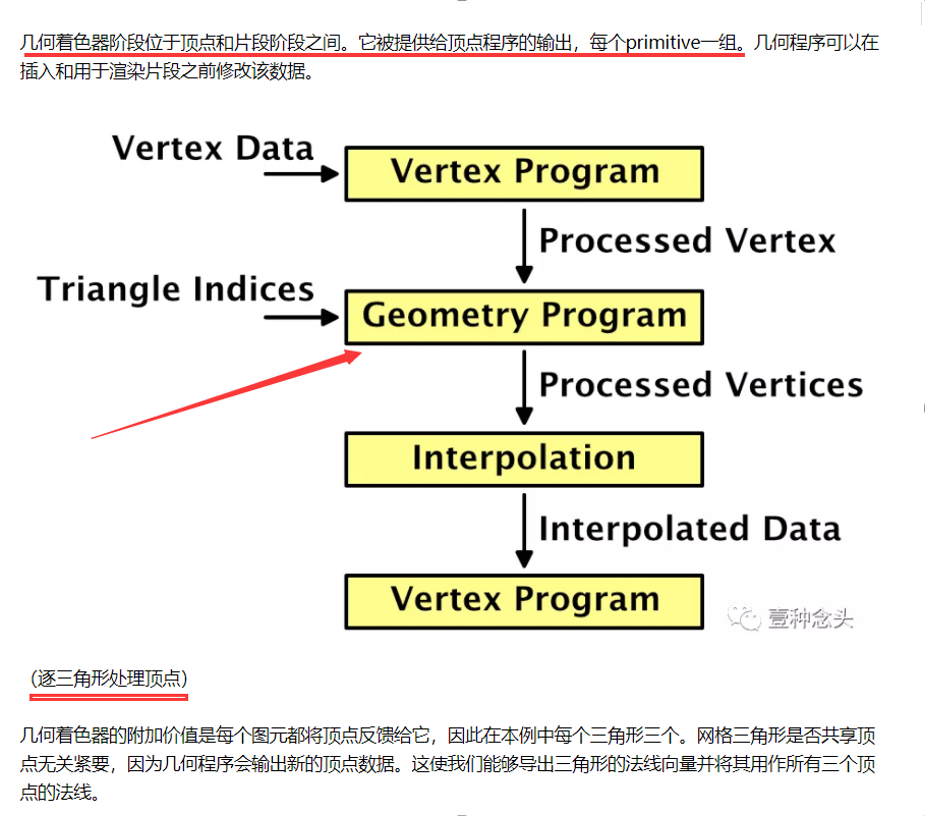 几何着色器阶段位于顶点和片段阶段之间。它被提供给顶点程序的输出，每个primitive一组。几何程序可以在
插入和用于渲染片段之前修改该数据。
Vertex Data
Vertex Program
Processed Vertex
Triangle Indices
Geometry Program
Processed Vertices
Interpolation
Interpolated Data
Vertex Program
壹种念头
（逐三角形处理顶点）
几何着色器的附加价值是每个图元都将顶点反馈给它，因此在本例中每个三角形三个。网格三角形是否共享顶
点无关紧要，因为几何程序会输出新的顶点数据。这使我们能够导出三角形的法线向量并将其用作所有三个顶
点的法线。